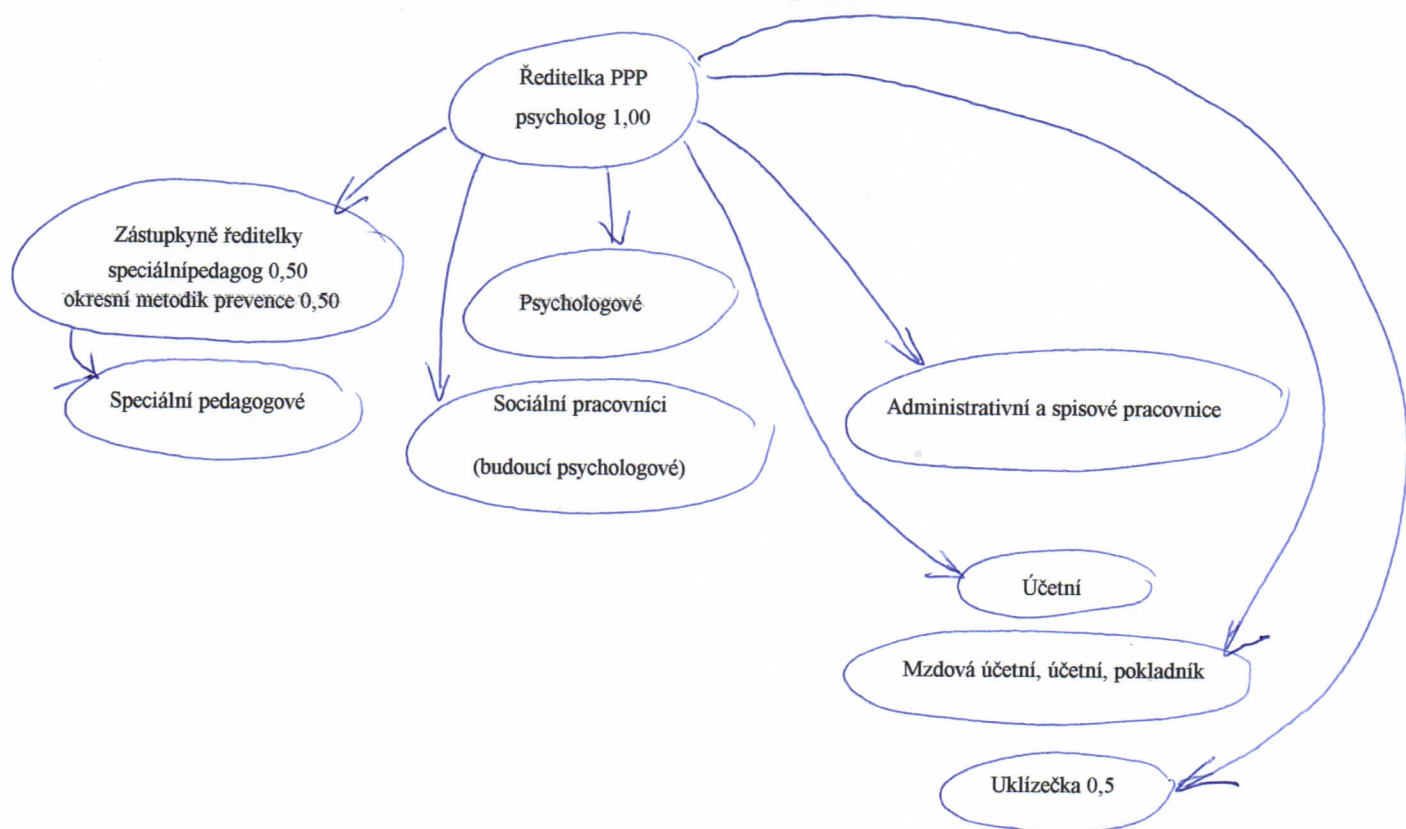 Ředitelka PPP
psycholog 1,00
Zástupkyně ředitelky
speciálnípedagog 0,50
okresní metodik prevence 0,50
Psychologové
Speciální pedagogové
Sociální pracovníci
(budoucí psychologové)
Administrativní a spisové pracovnice
Účetní
Mzdová účetní, účetní, pokladník
Uklízečka 0,5